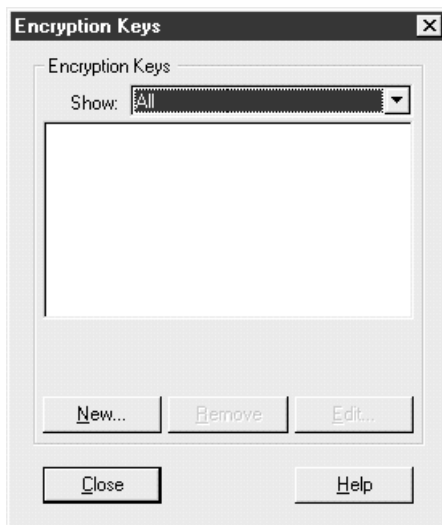 Encryption Keys
Encryption Keys
Show: All
New... Remove Edit...
Close Help